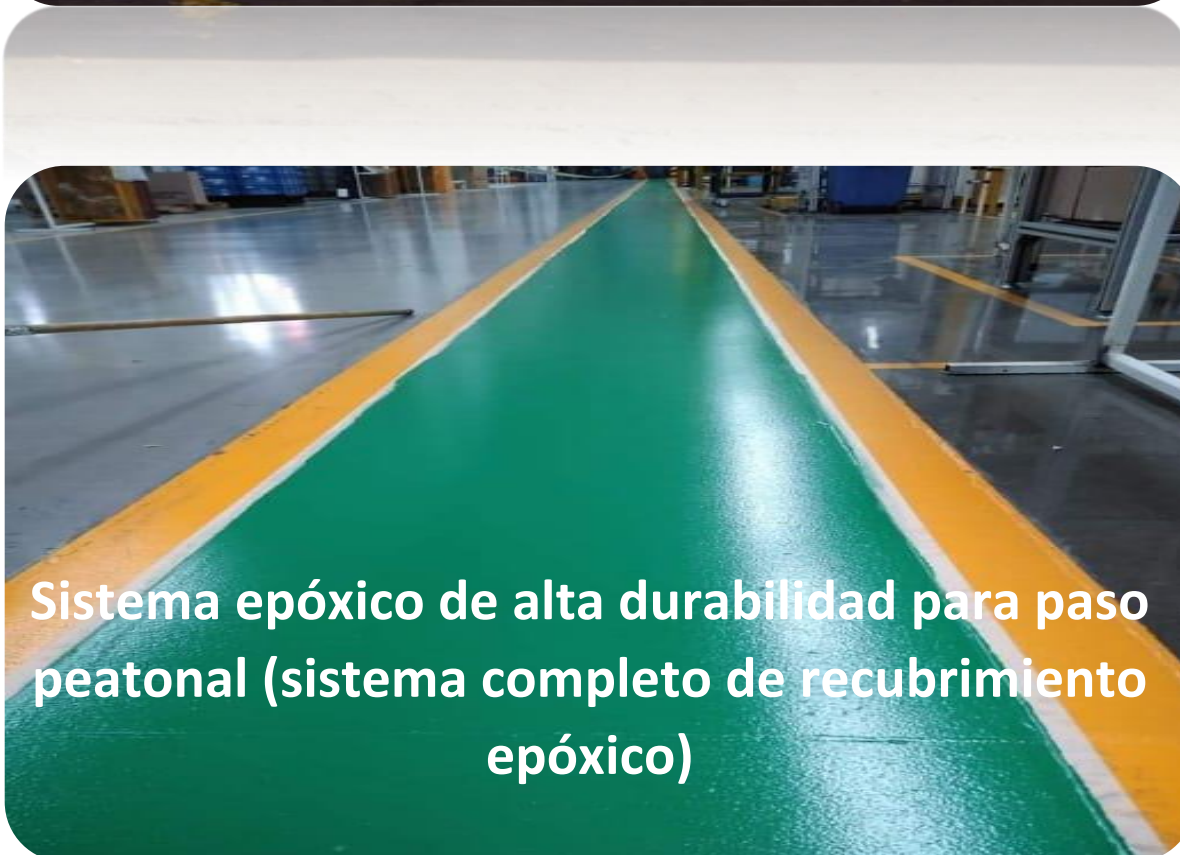 Sistema epóxico de alta durabilidad para paso
peatonal (sistema completo de recubrimiento
epóxico)